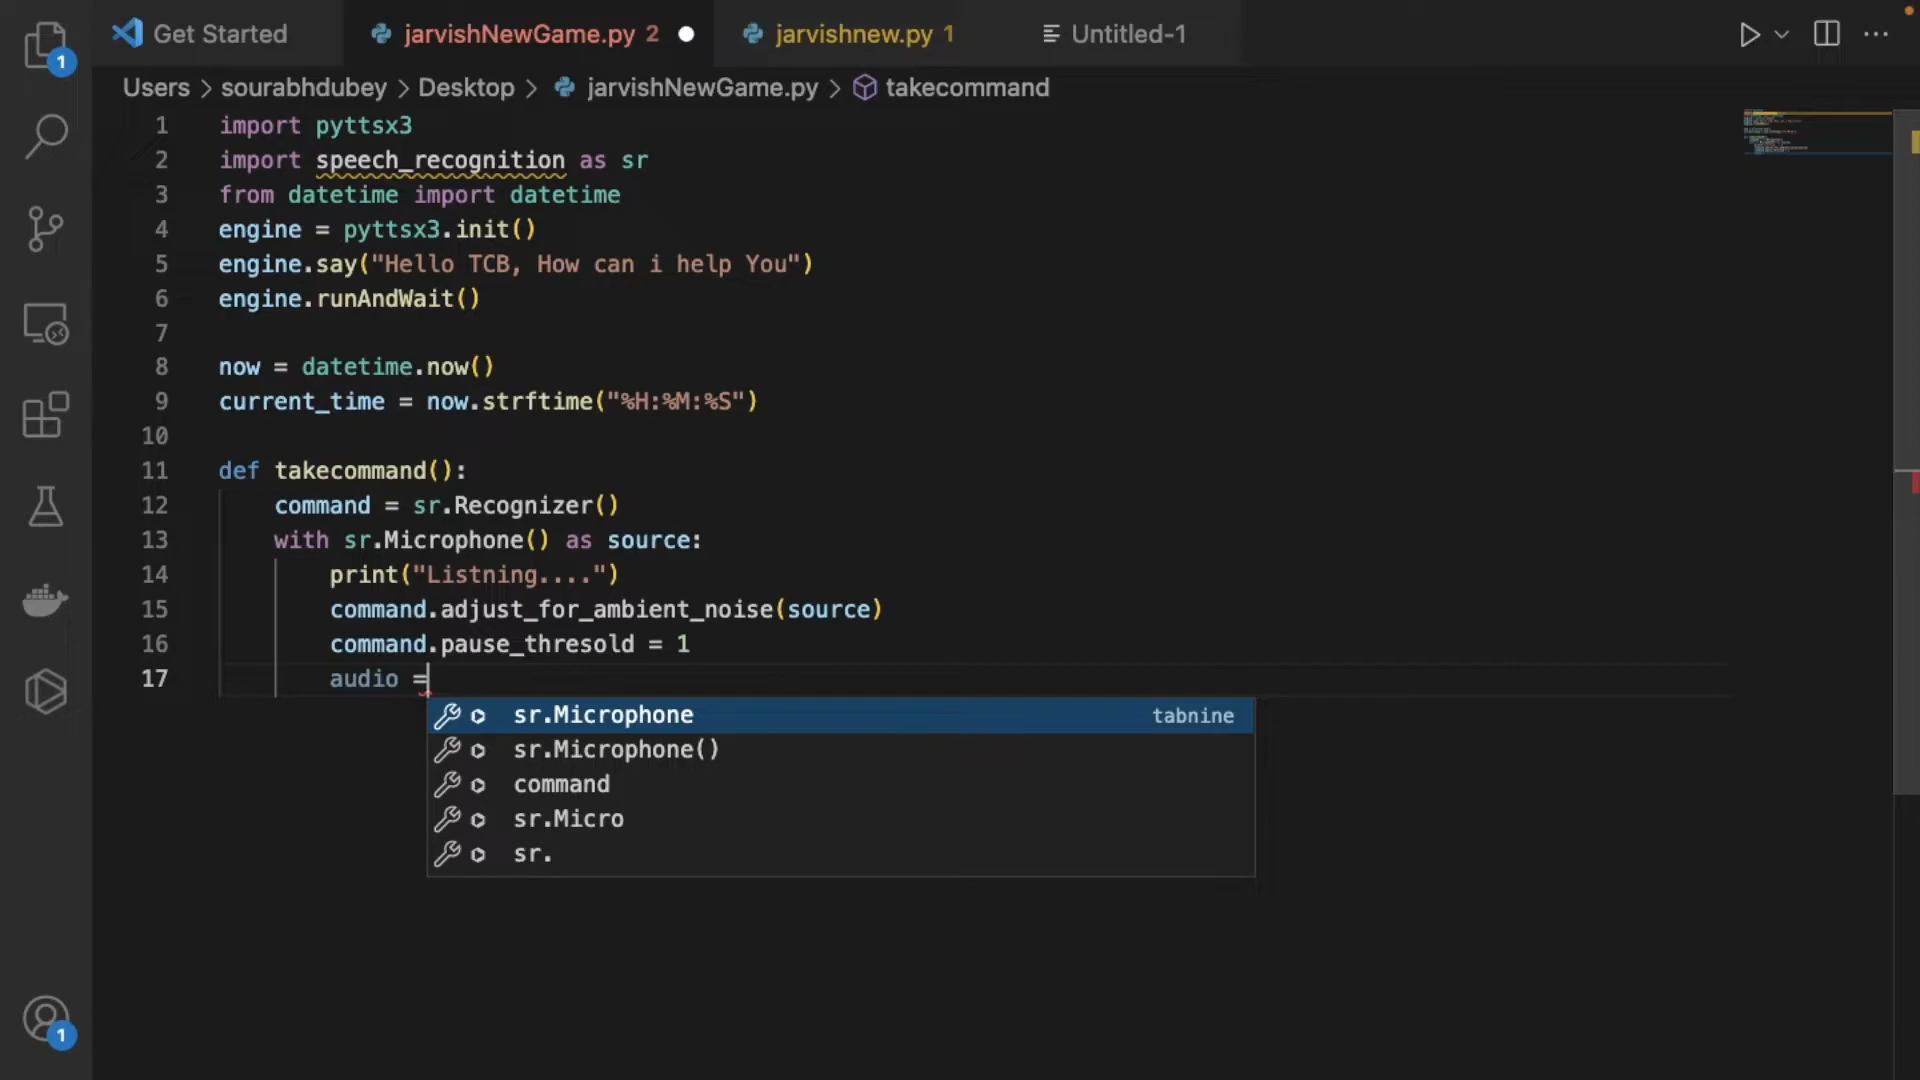 Get Started
jarvishNewGame.py 2
jarvishnew.py 1
Untitled-1
1
Users > sourabhdubey > Desktop > jarvishNewGame.py > takecommand
1 import pyttsx3
2 import speech_recognition as sr
3 from datetime import datetime
4 engine = pyttsx3.init()
5 engine.say("Hello TCB, How can i help You")
6 engine.runAndWait()
7
8 now = datetime.now()
9 current_time = now.strftime("%H:%M:%S")
10
11 def takecommand():
12 command = sr.Recognizer()
13 with sr.Microphone() as source:
14 print("Listning....")
15 command.adjust_for_ambient_noise(source)
16 command.pause_thresold = 1
17 audio =
sr.Microphone tabnine
sr.Microphone()
command
sr.Micro
sr.
1